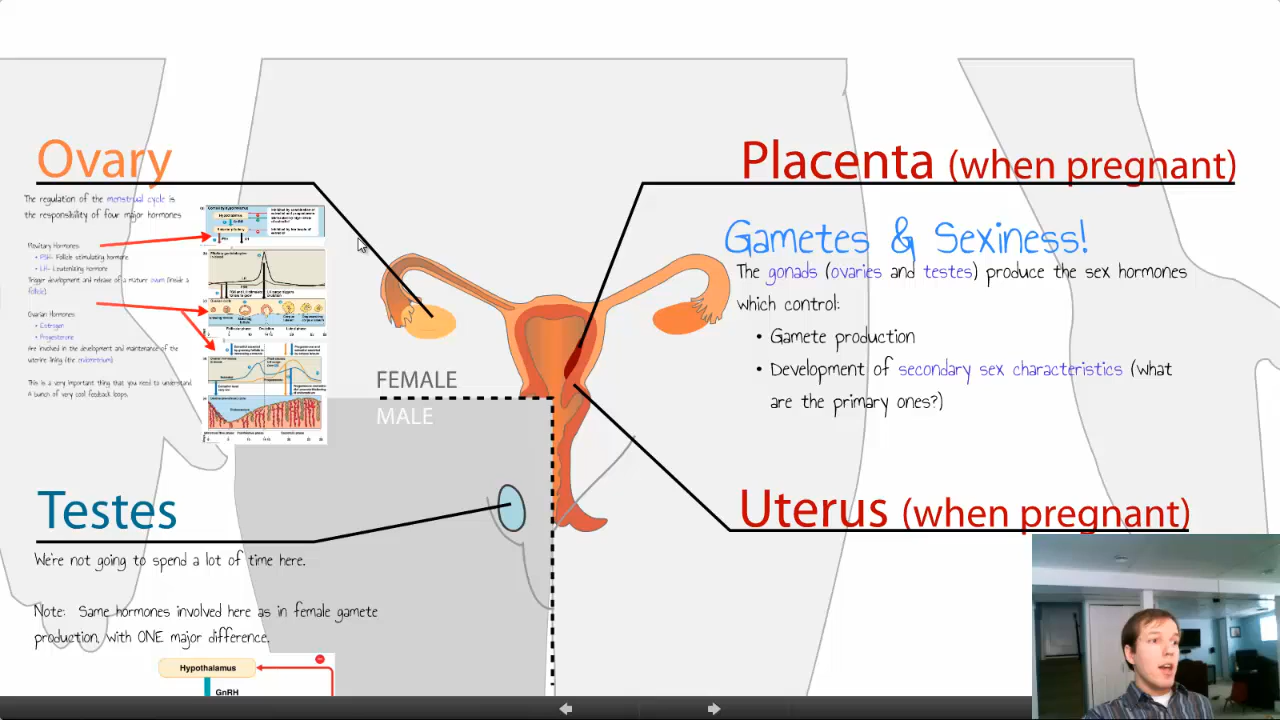 Ovary
The regulation of the menstrual cycle is
the responsibility of four major hormones
Pituitary Hormones:
• FSH- Follicle stimulating hormone
• LH- Leutenizing hormone
Trigger development and release of a mature ovum (inside a
follicle)
Ovarian Hormones:
• Estrogen
• Progesterone
Are involved in the development and maintenance of the
uterine lining (the endometrium)
This is a very important thing that you need to understand
A bunch of very cool feedback loops.
Placenta (when pregnant)
Gametes & Sexiness!
The gonads (ovaries and testes) produce the sex hormones
which control:
• Gamete production
• Development of secondary sex characteristics (what
are the primary ones?)
FEMALE
MALE
Testes
We're not going to spend a lot of time here.
Note: Same hormones involved here as in female gamete
production, with ONE major difference.
Hypothalamus
GnRH
Uterus (when pregnant)